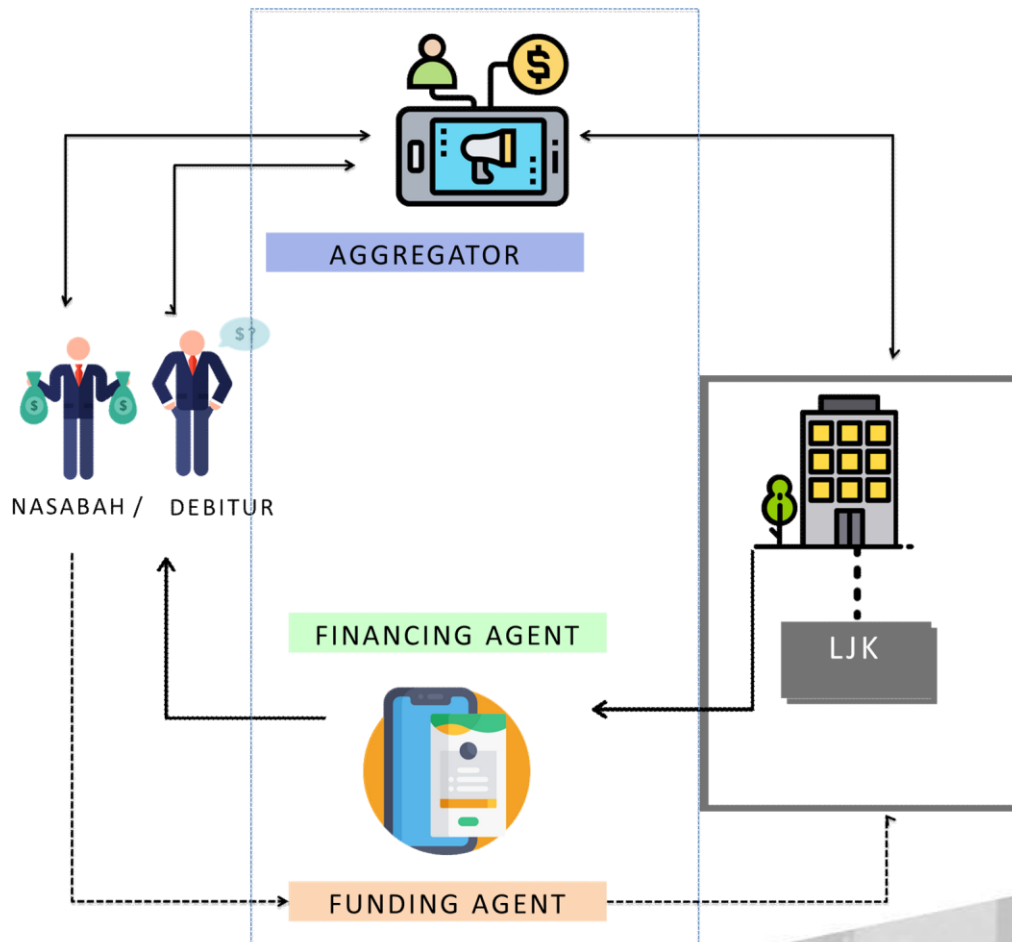 $
AGGREGATOR
$?
$ $
NASABAH / DEBITUR
FINANCING AGENT
LJK
FUNDING AGENT